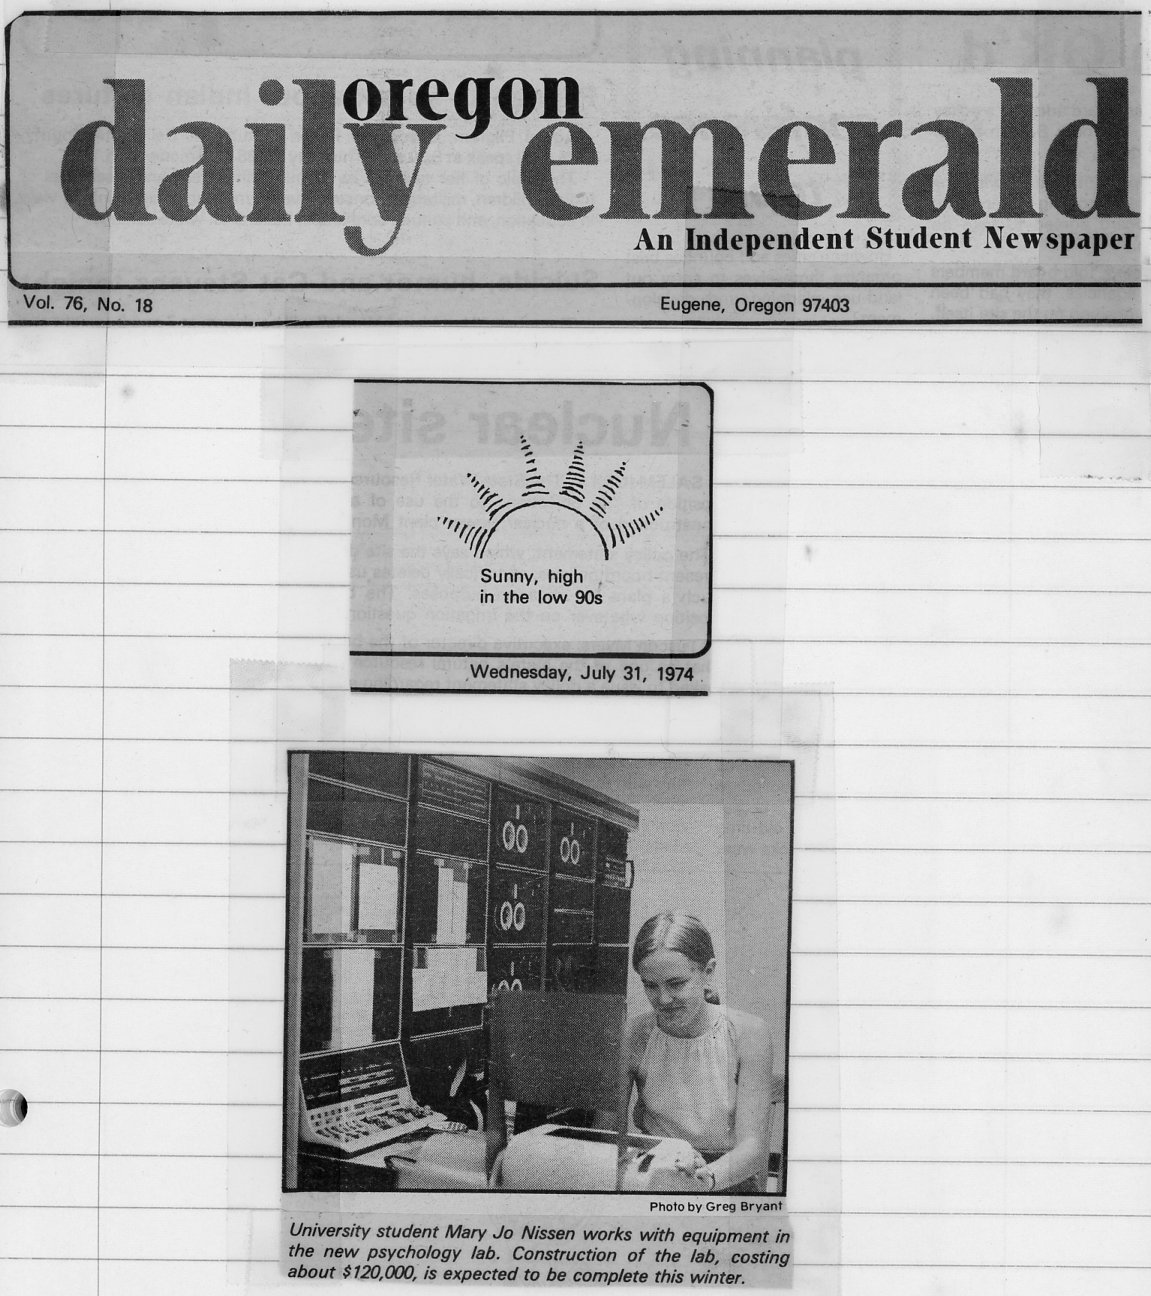 oregon
daily emerald
An Independent Student Newspaper
Vol. 76, No. 18 Eugene, Oregon 97403
Sunny, high
in the low 90s
Wednesday, July 31, 1974
Photo by Greg Bryant
University student Mary Jo Nissen works with equipment in
the new psychology lab. Construction of the lab, costing
about $120,000, is expected to be complete this winter.